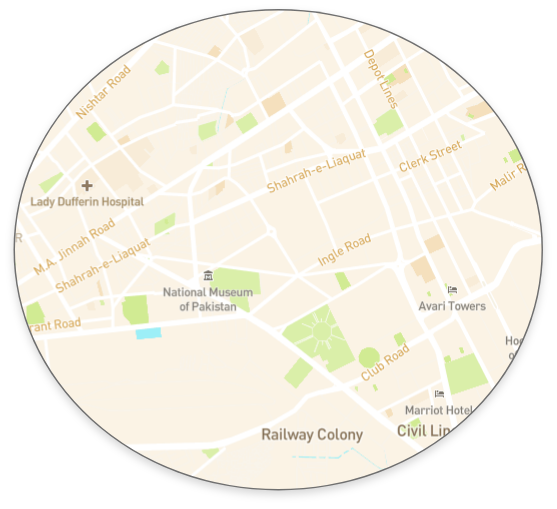 Nishtar Road
Depot Lines
Lady Dufferin Hospital
Shahrah-e-Liaquat
Clerk Street
Malir R
R
M.A. Jinnah Road
Shahrah-e-Liaquat
Ingle Road
National Museum
of Pakistan
Avari Towers
rant Road
Club Road
Ho
o
Marriot Hotel
Railway Colony
Civil Lin